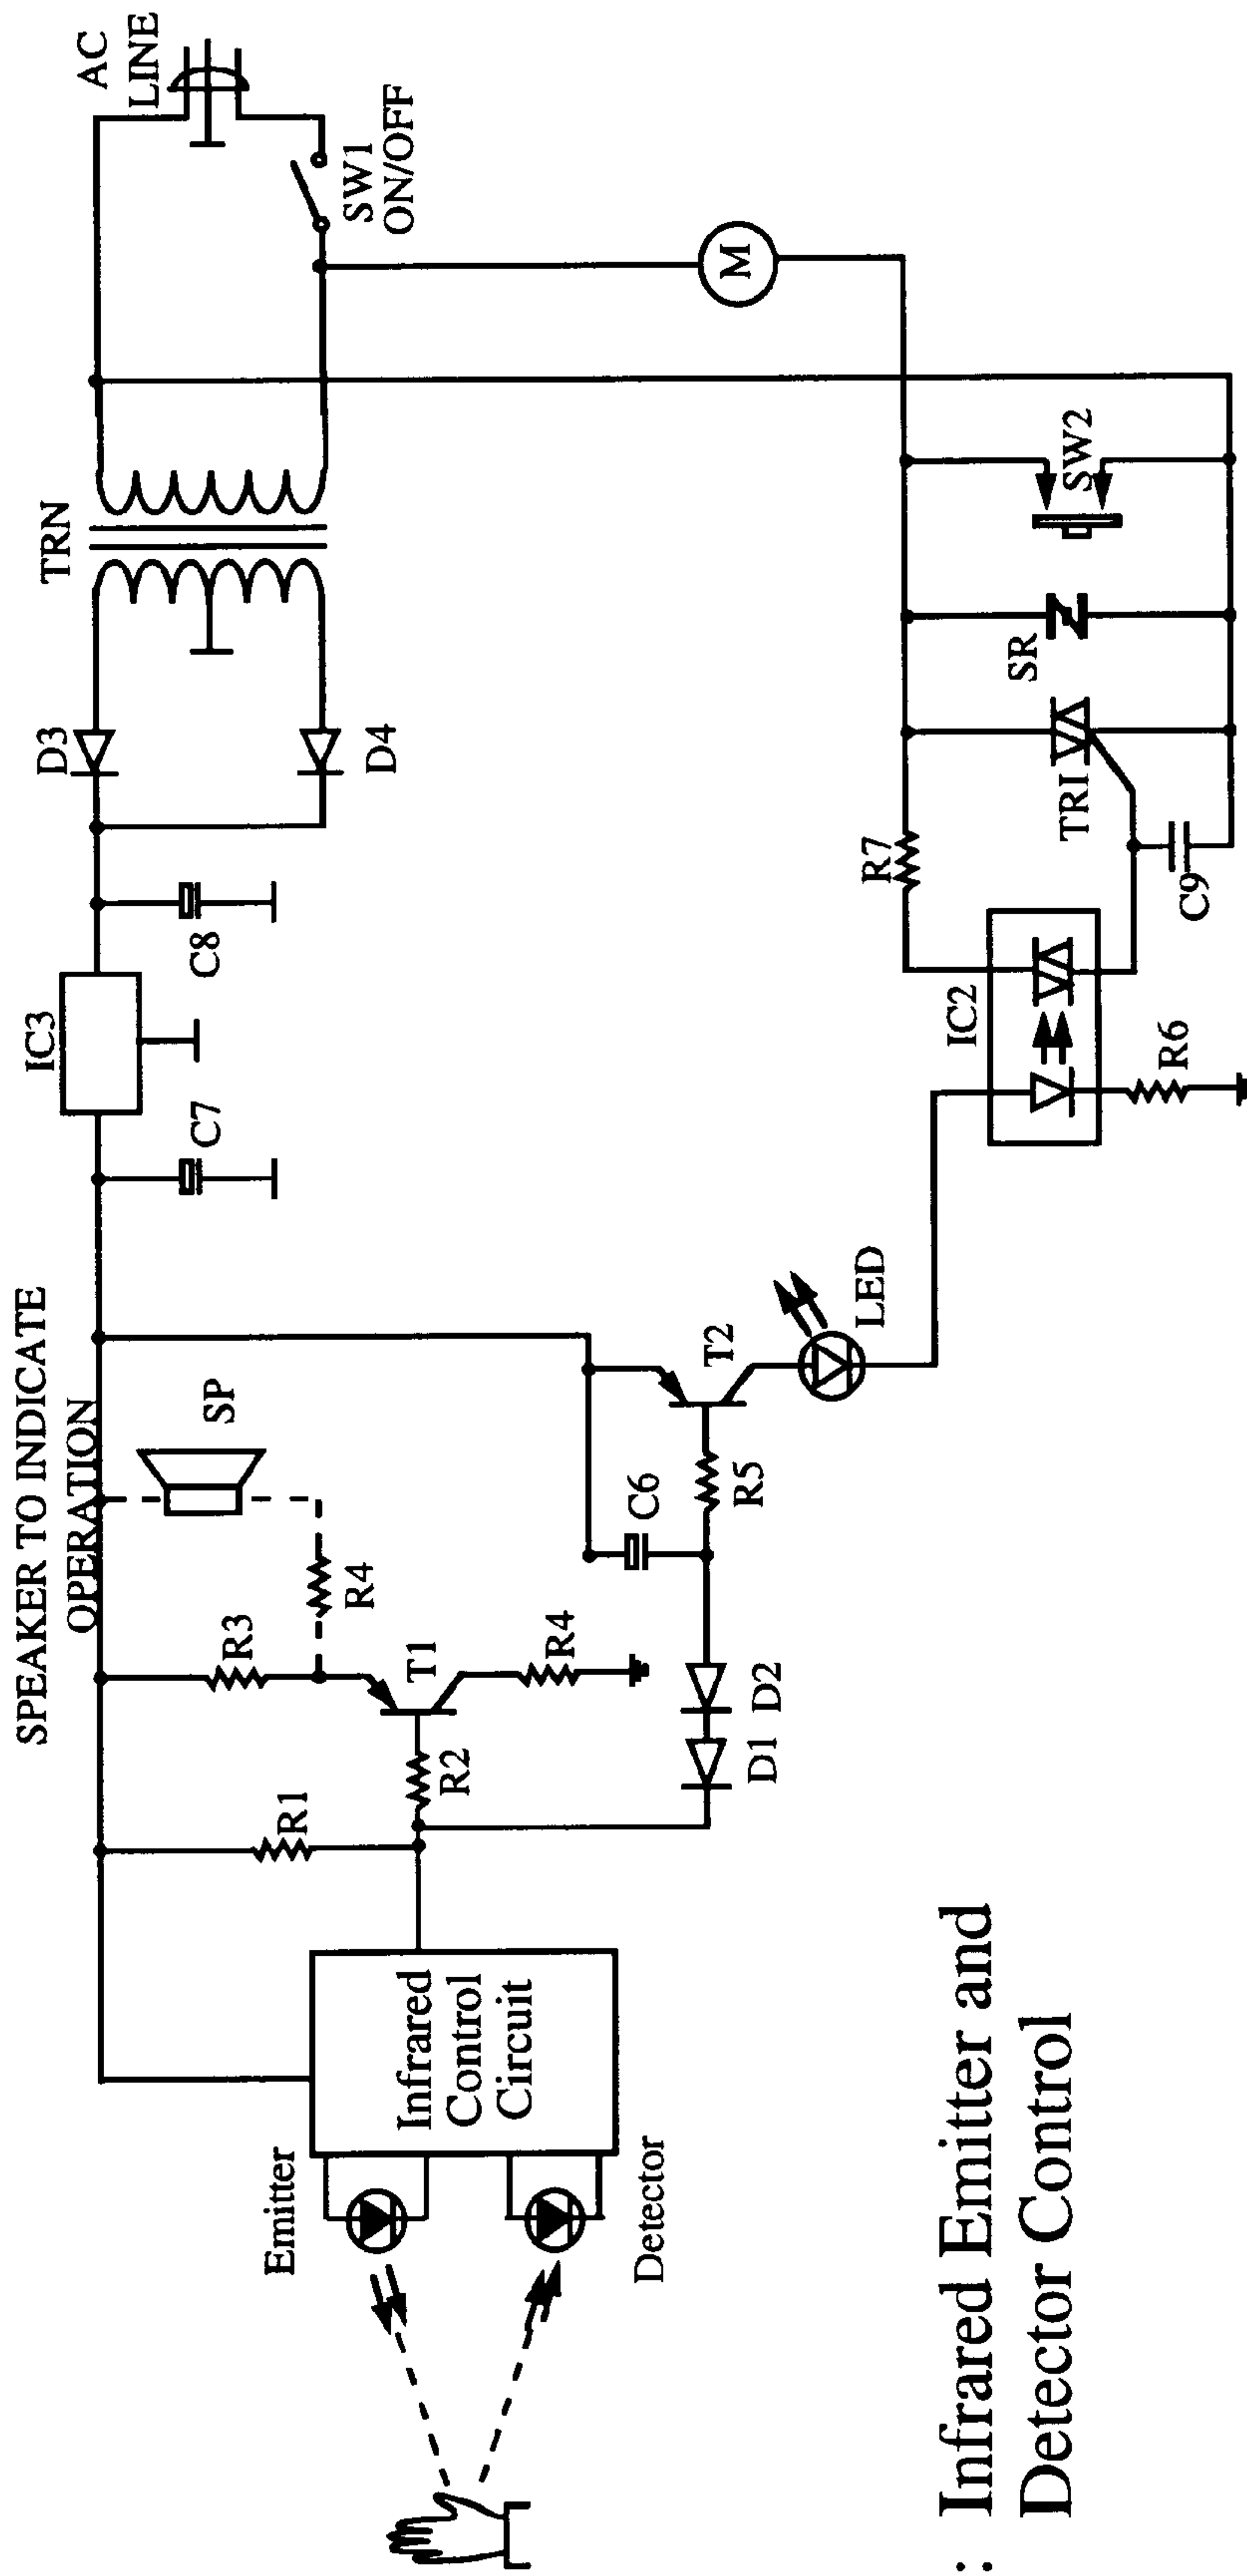 SPEAKER TO INDICATE
OPERATION
SP
IC3
C7
C8
D3
D4
TRN
AC
LINE
SW1
ON/OFF
M
R1
R2
R3
R4
T1
R4
D1
D2
C6
R5
T2
LED
IC2
R6
R7
C9
TRI
SR
SW2
Emitter
Infrared
Control
Circuit
Detector
: Infrared Emitter and
Detector Control